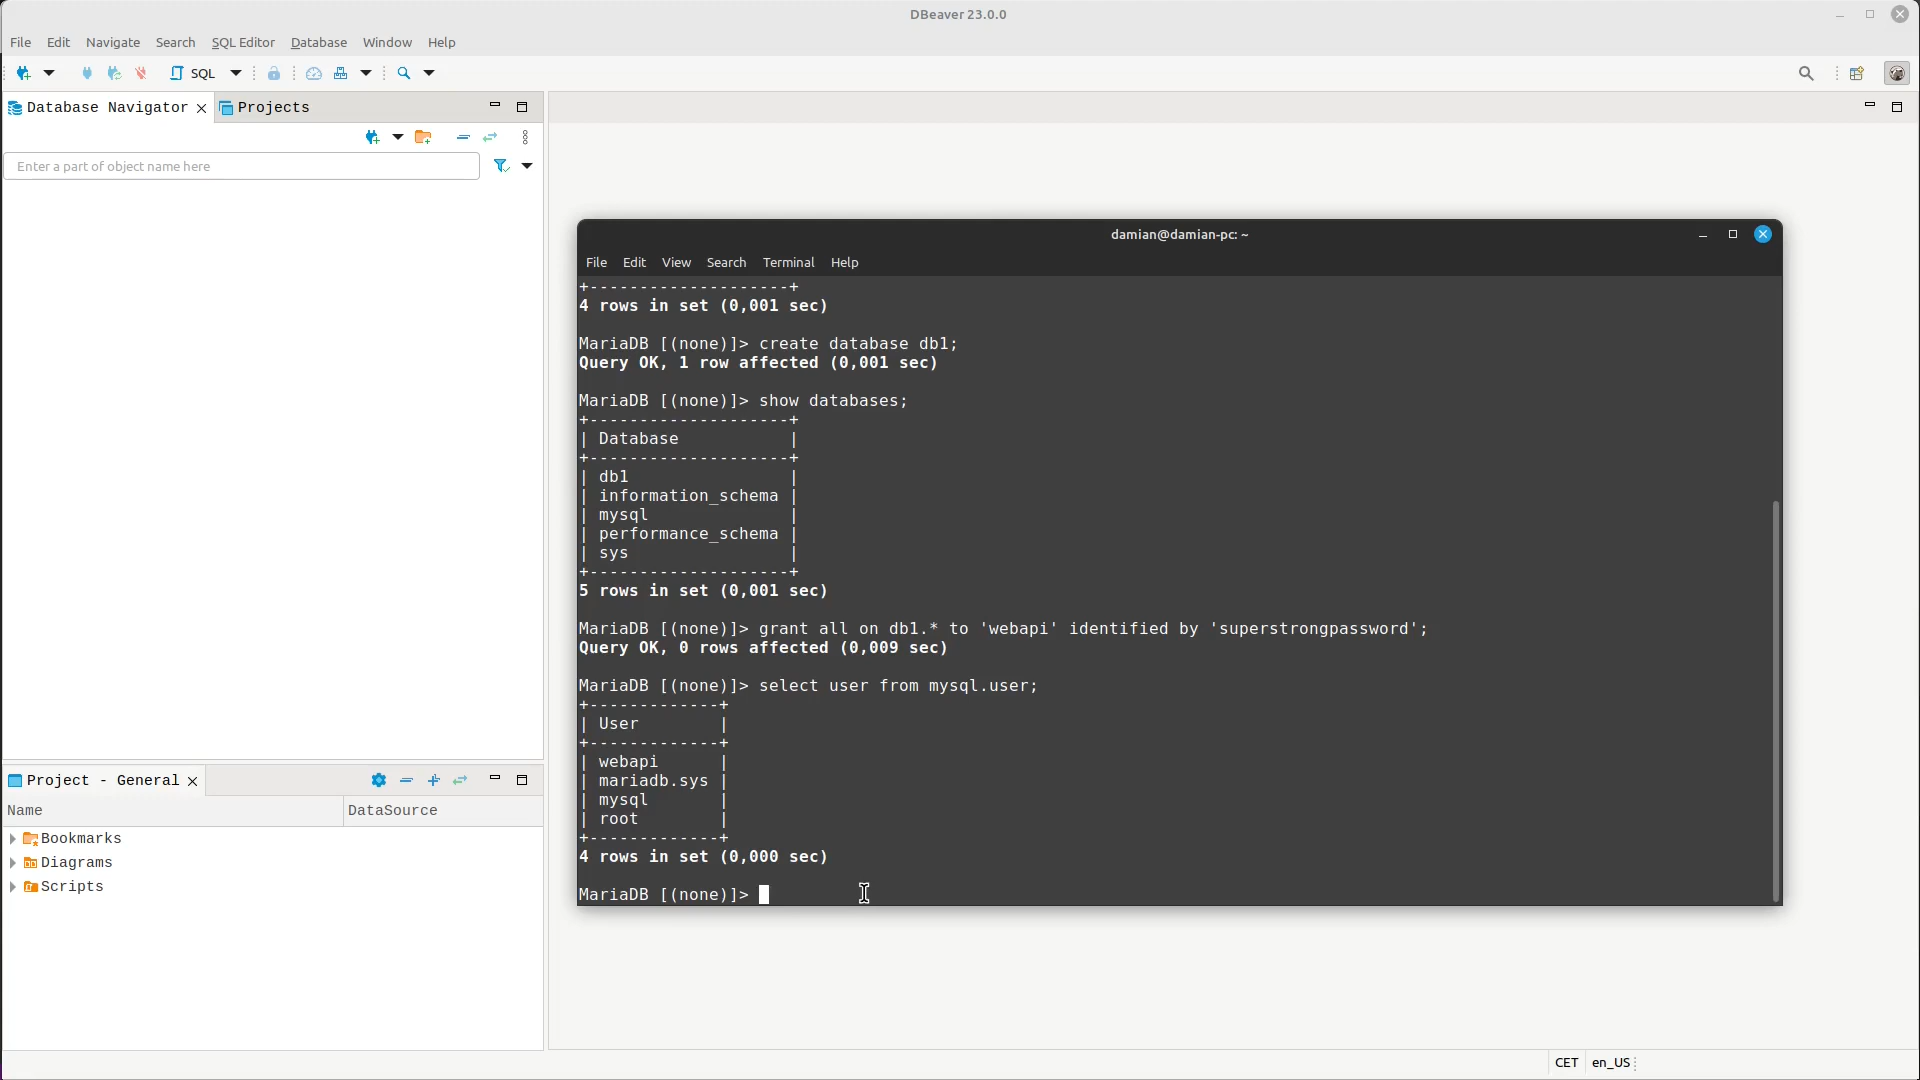 DBeaver 23.0.0
File Edit Navigate Search SQL Editor Database Window Help
SQL
Database Navigator Projects
Enter a part of object name here
damian@damian-pc: ~
File Edit View Search Terminal Help
+--------------------+
4 rows in set (0,001 sec)
MariaDB [(none)]> create database db1;
Query OK, 1 row affected (0,001 sec)
MariaDB [(none)]> show databases;
+--------------------+
| Database           |
+--------------------+
| db1                |
| information_schema |
| mysql              |
| performance_schema |
| sys                |
+--------------------+
5 rows in set (0,001 sec)
MariaDB [(none)]> grant all on db1.* to 'webapi' identified by 'superstrongpassword';
Query OK, 0 rows affected (0,009 sec)
MariaDB [(none)]> select user from mysql.user;
+-------------+
| User        |
+-------------+
| webapi      |
| mariadb.sys |
| mysql       |
| root        |
+-------------+
4 rows in set (0,000 sec)
MariaDB [(none)]>
Project - General
Name DataSource
Bookmarks
Diagrams
Scripts
CET en_US